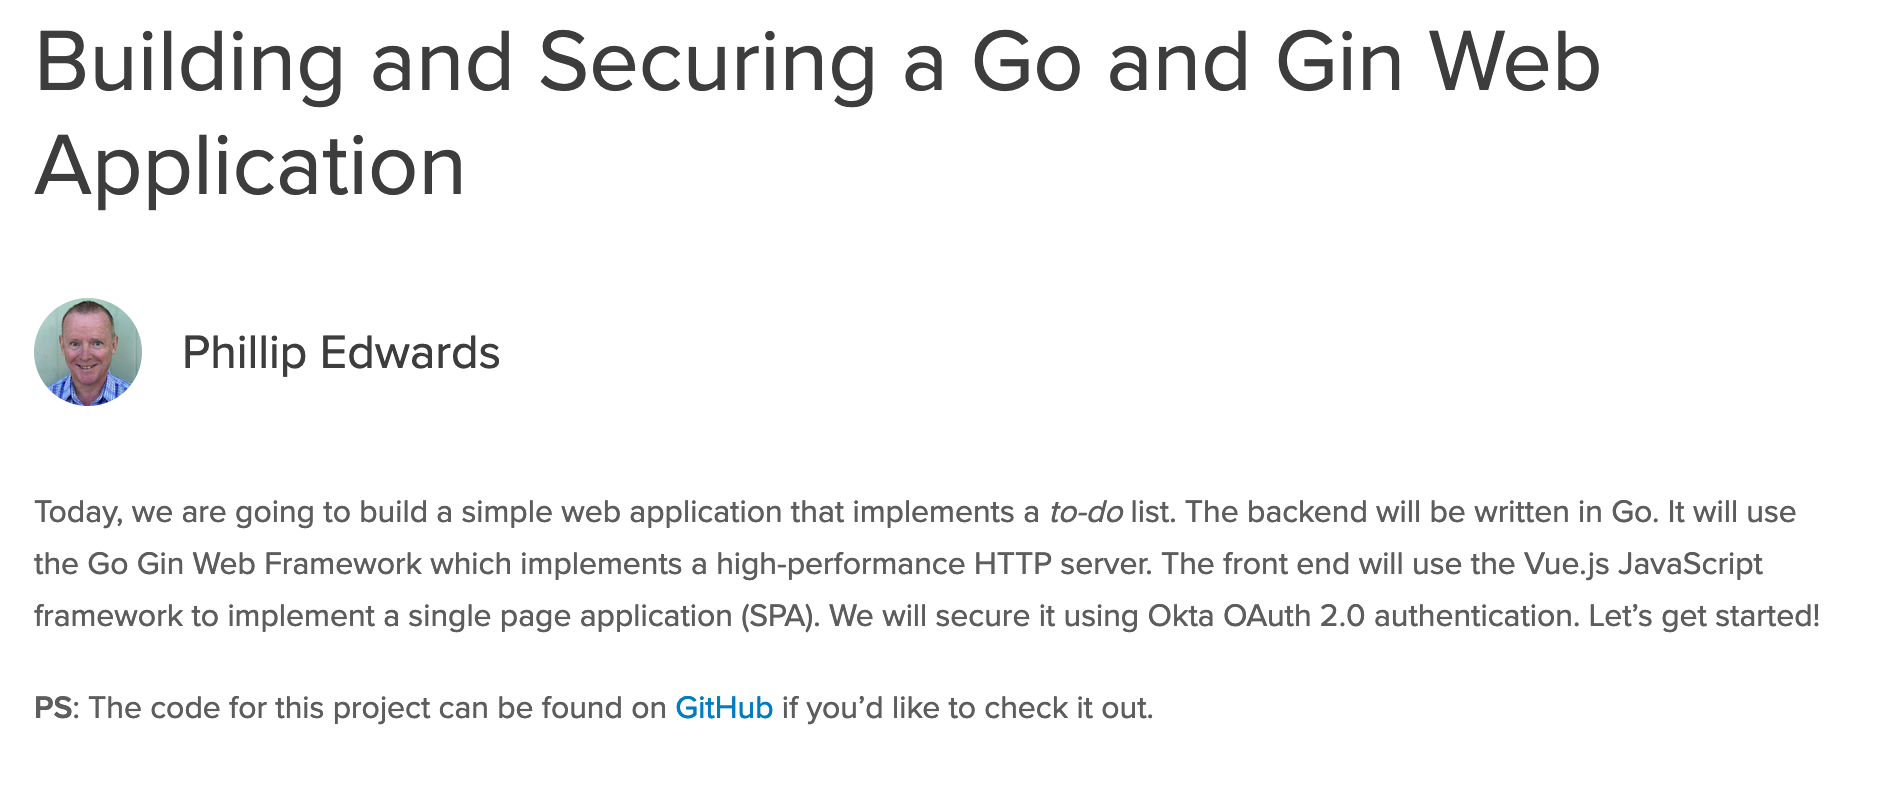 Building and Securing a Go and Gin Web
Application
Phillip Edwards
Today, we are going to build a simple web application that implements a to-do list. The backend will be written in Go. It will use
the Go Gin Web Framework which implements a high-performance HTTP server. The front end will use the Vue.js JavaScript
framework to implement a single page application (SPA). We will secure it using Okta OAuth 2.0 authentication. Let’s get started!
PS: The code for this project can be found on GitHub if you’d like to check it out.